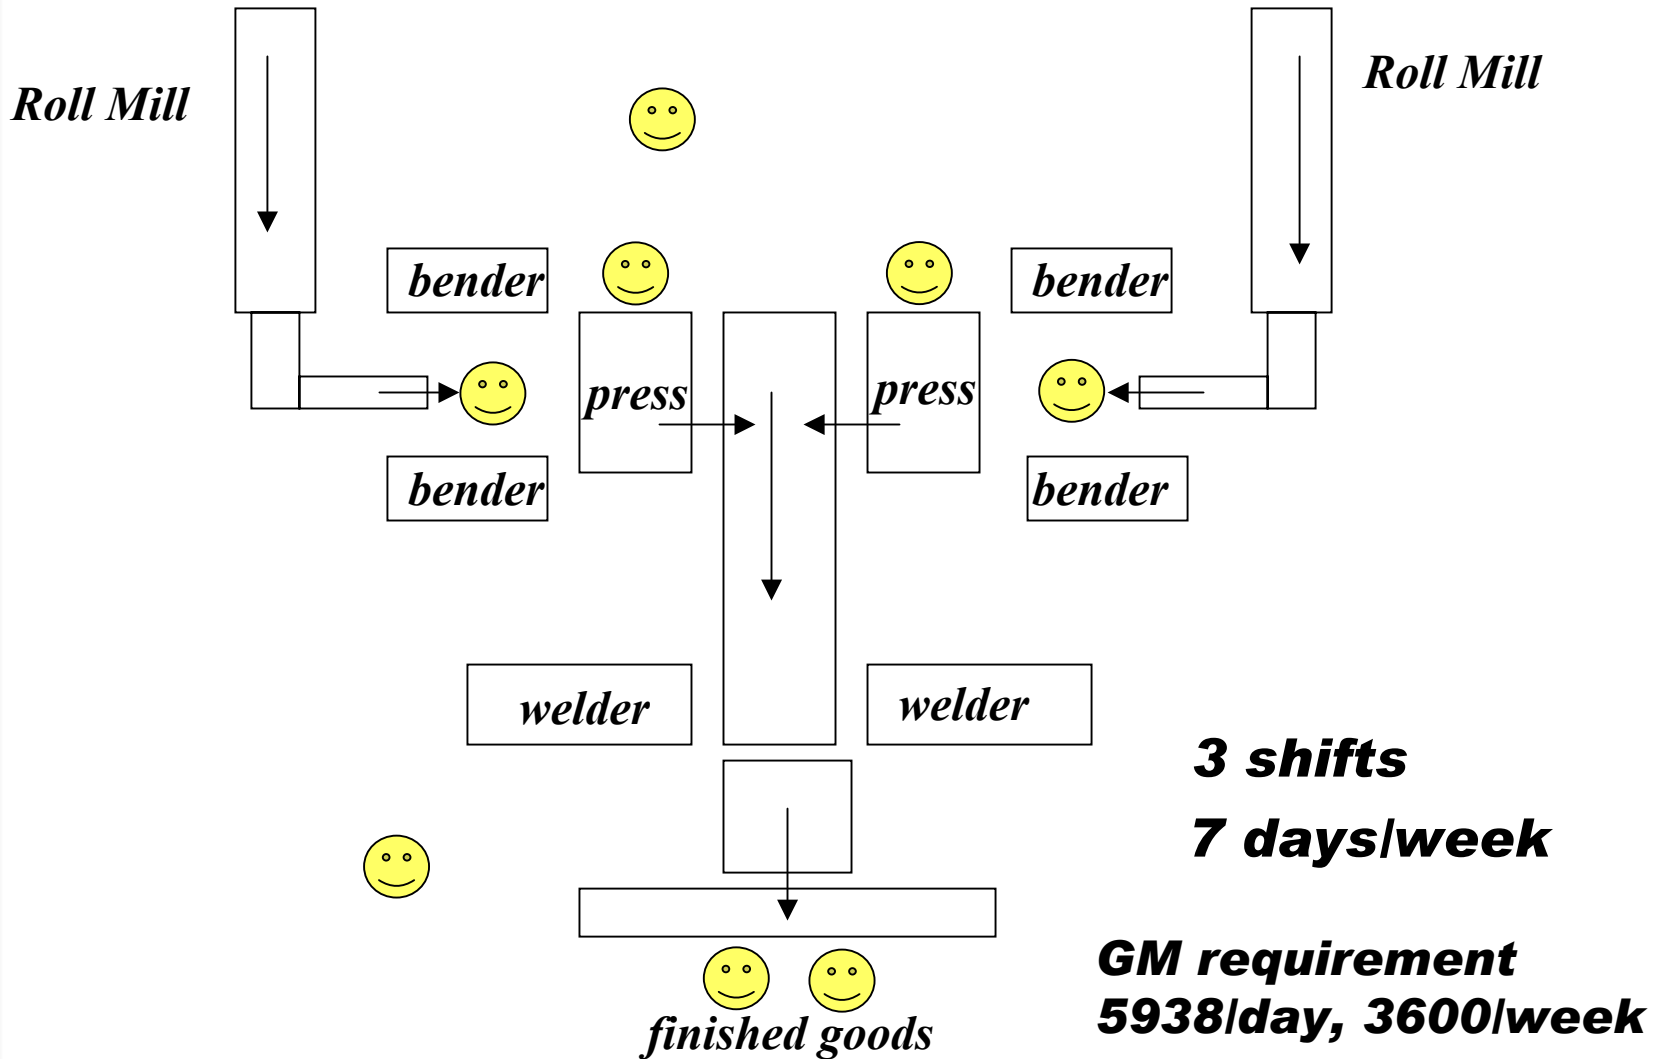 Roll Mill
Roll Mill
bender
bender
press
press
bender
bender
welder
welder
3 shifts
7 days/week
GM requirement
5938/day, 3600/week
finished goods